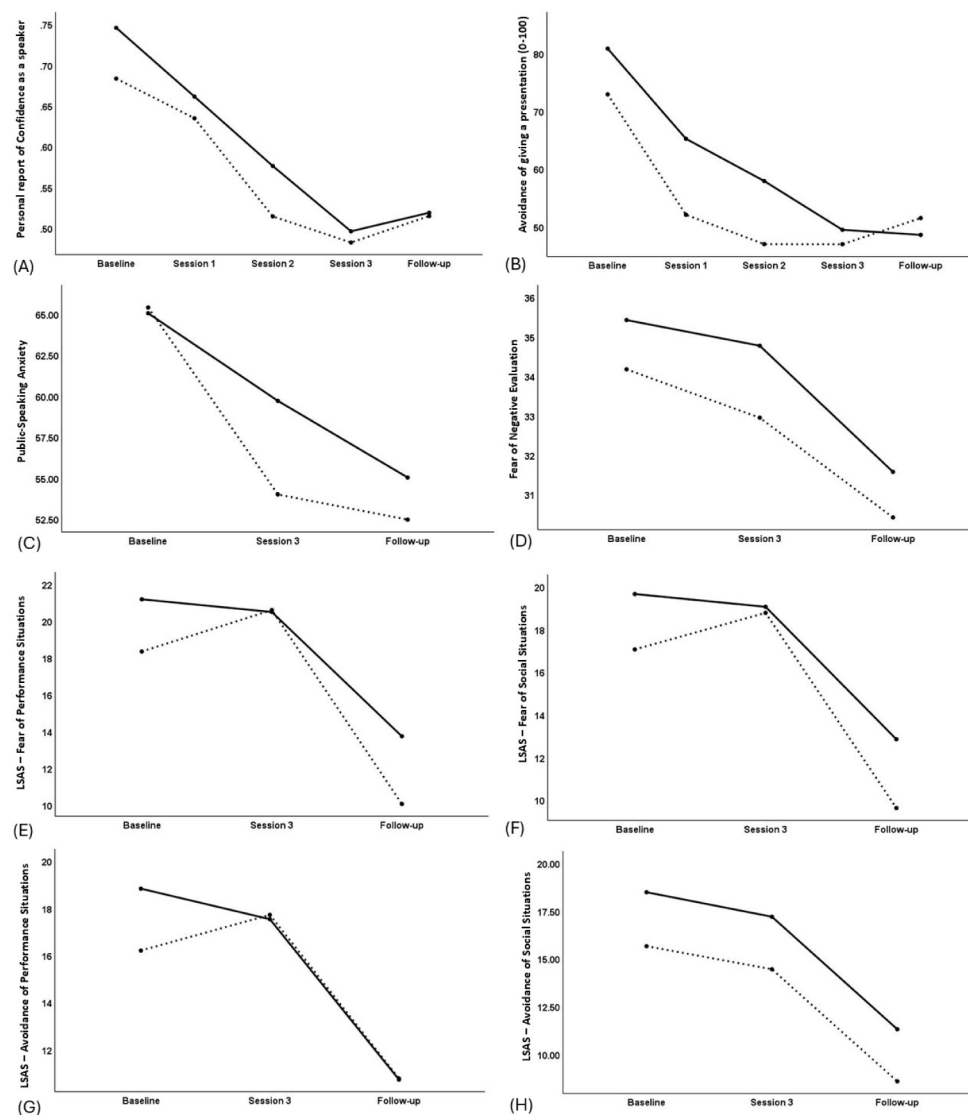 Personal report of Confidence as a speaker
.75
.70
.65
.60
.55
.50
Baseline Session 1 Session 2 Session 3 Follow-up
(A)
Avoidance of giving a presentation (0-100)
80
70
60
50
Baseline Session 1 Session 2 Session 3 Follow-up
(B)
Public-Speaking Anxiety
65.00
62.50
60.00
57.50
55.00
52.50
Baseline Session 3 Follow-up
(C)
Fear of Negative Evaluation
36
35
34
33
32
31
Baseline Session 3 Follow-up
(D)
LSAS – Fear of Performance Situations
22
20
18
16
14
12
10
Baseline Session 3 Follow-up
(E)
LSAS – Fear of Social Situations
20
18
16
14
12
10
Baseline Session 3 Follow-up
(F)
LSAS – Avoidance of Performance Situations
20
18
16
14
12
Baseline Session 3 Follow-up
(G)
LSAS – Avoidance of Social Situations
20.00
17.50
15.00
12.50
10.00
Baseline Session 3 Follow-up
(H)